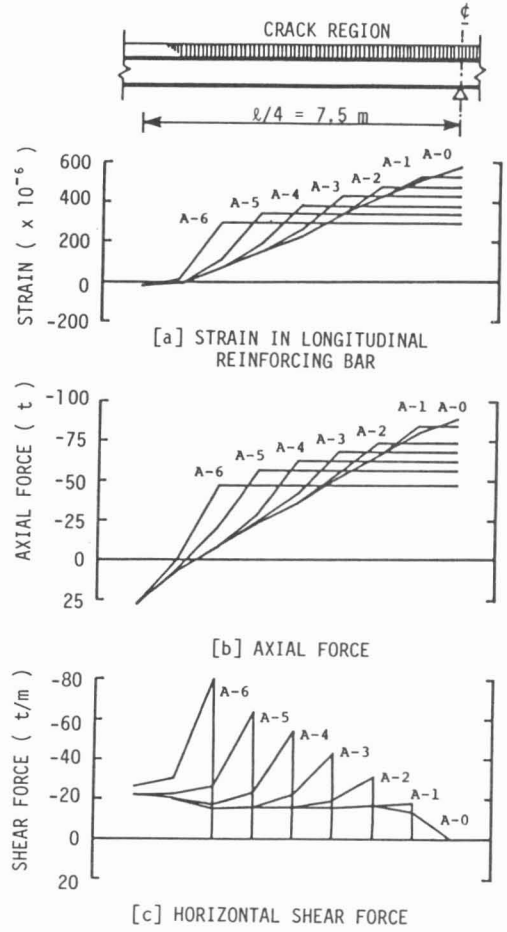 ¢
CRACK REGION
ℓ/4 = 7.5 m
STRAIN ( x 10⁻⁶ )
600
400
200
0
-200
A-6
A-5
A-4
A-3
A-2
A-1
A-0
[a] STRAIN IN LONGITUDINAL
REINFORCING BAR
AXIAL FORCE ( t )
-100
-75
-50
-25
0
25
A-6
A-5
A-4
A-3
A-2
A-1
A-0
[b] AXIAL FORCE
SHEAR FORCE ( t/m )
-80
-60
-40
-20
0
20
A-6
A-5
A-4
A-3
A-2
A-1
A-0
[c] HORIZONTAL SHEAR FORCE